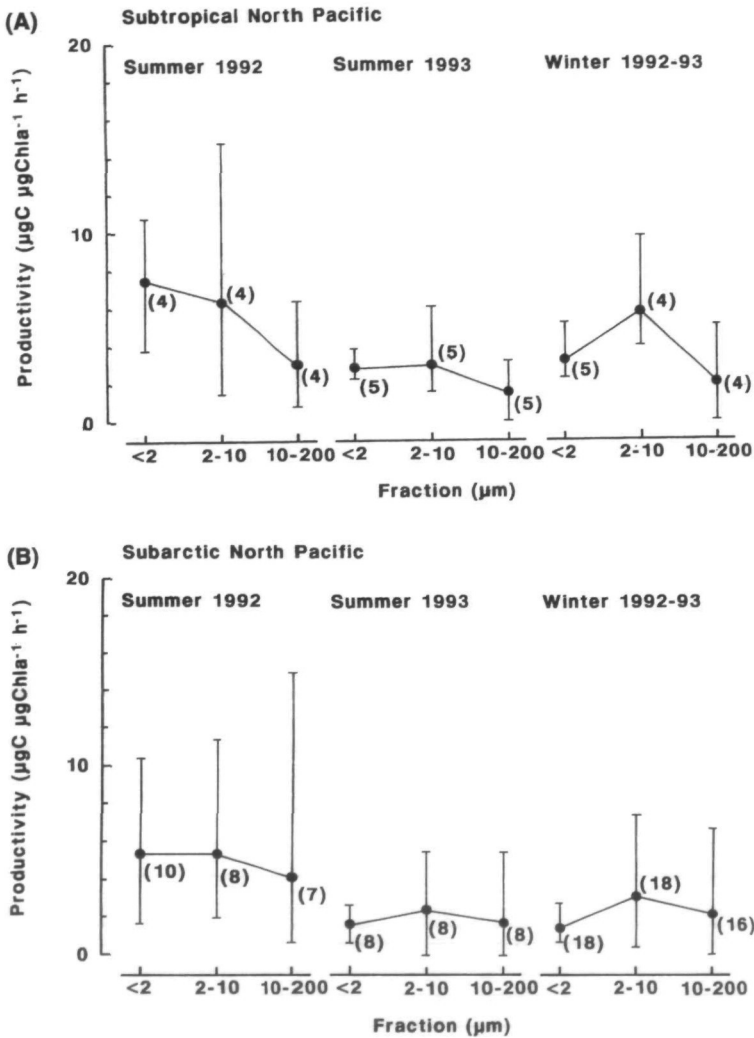 (A) Subtropical North Pacific
20
Summer 1992 Summer 1993 Winter 1992-93
Productivity (µgC µgChla⁻¹ h⁻¹)
10
0
(4) (4) (4)
(5) (5) (5)
(5) (4) (4)
<2 2-10 10-200 <2 2-10 10-200 <2 2-10 10-200
Fraction (µm)
(B) Subarctic North Pacific
20
Summer 1992 Summer 1993 Winter 1992-93
Productivity (µgC µgChla⁻¹ h⁻¹)
10
0
(10) (8) (7)
(8) (8) (8)
(18) (18) (16)
<2 2-10 10-200 <2 2-10 10-200 <2 2-10 10-200
Fraction (µm)